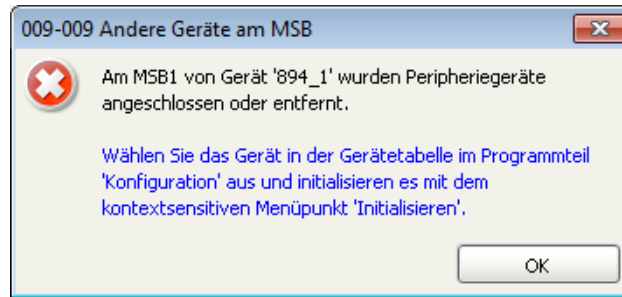 009-009 Andere Geräte am MSB
Am MSB1 von Gerät '894_1' wurden Peripheriegeräte
angeschlossen oder entfernt.
Wählen Sie das Gerät in der Gerätetabelle im Programmteil
'Konfiguration' aus und initialisieren es mit dem
kontextsensitiven Menüpunkt 'Initialisieren'.
OK